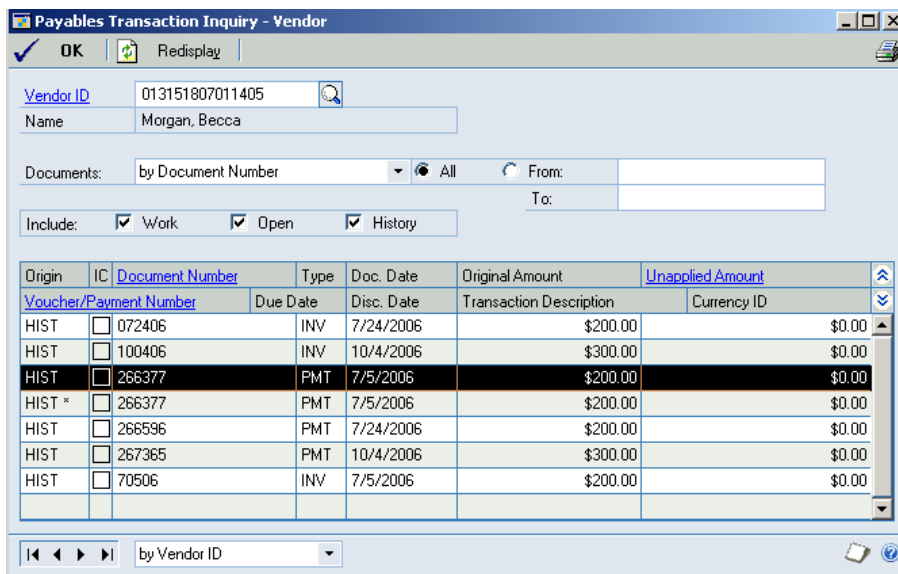 Payables Transaction Inquiry - Vendor
OK Redisplay
Vendor ID 013151807011405
Name Morgan, Becca
Documents: by Document Number All From:
To:
Include: Work Open History
Origin IC Document Number Type Doc. Date Original Amount Unapplied Amount
Voucher/Payment Number Due Date Disc. Date Transaction Description Currency ID
HIST 072406 INV 7/24/2006 $200.00 $0.00
HIST 100406 INV 10/4/2006 $300.00 $0.00
HIST 266377 PMT 7/5/2006 $200.00 $0.00
HIST * 266377 PMT 7/5/2006 $200.00 $0.00
HIST 266596 PMT 7/24/2006 $200.00 $0.00
HIST 267365 PMT 10/4/2006 $300.00 $0.00
HIST 70506 INV 7/5/2006 $200.00 $0.00
by Vendor ID